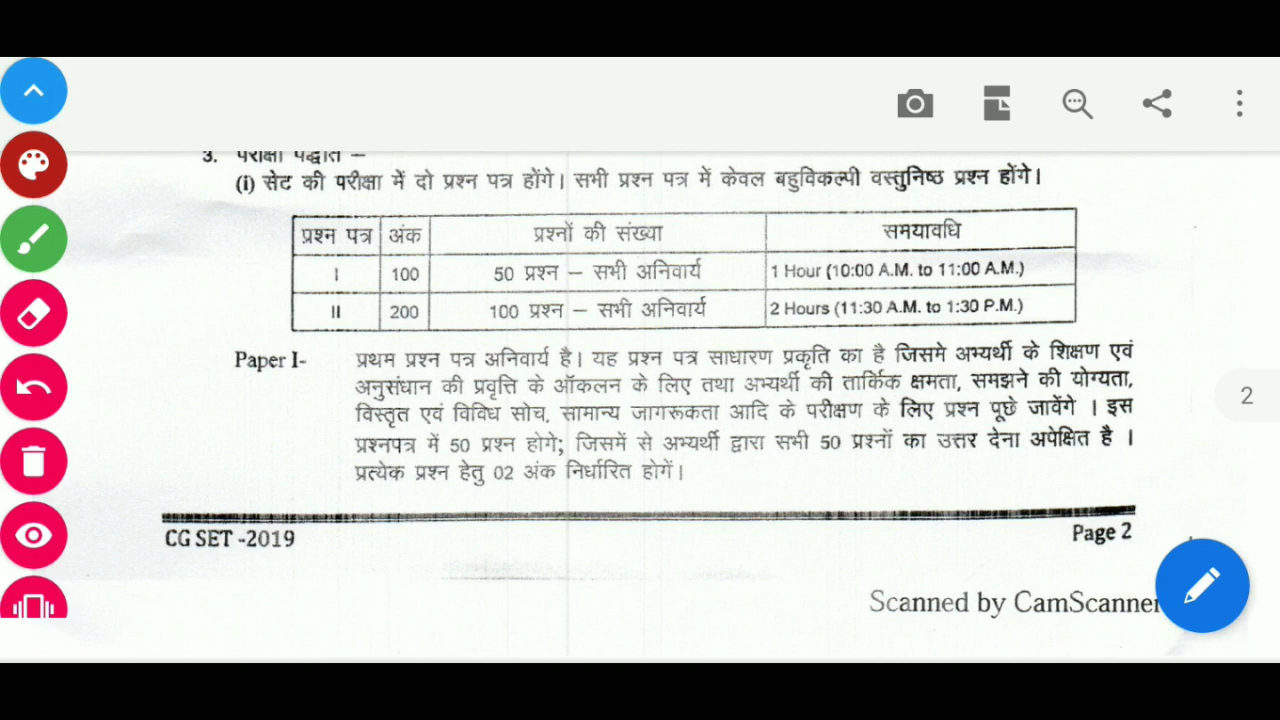 3. परीक्षा पद्धति –
(i) सेट की परीक्षा में दो प्रश्न पत्र होंगे। सभी प्रश्न पत्र में केवल बहुविकल्पी वस्तुनिष्ठ प्रश्न होंगे।
प्रश्न पत्र अंक प्रश्नों की संख्या समयावधि
I 100 50 प्रश्न – सभी अनिवार्य 1 Hour (10:00 A.M. to 11:00 A.M.)
II 200 100 प्रश्न – सभी अनिवार्य 2 Hours (11:30 A.M. to 1:30 P.M.)
Paper I- प्रथम प्रश्न पत्र अनिवार्य है। यह प्रश्न पत्र साधारण प्रकृति का है जिसमे अभ्यर्थी के शिक्षण एवं
अनुसंधान की प्रवृत्ति के ऑकलन के लिए तथा अभ्यर्थी की तार्किक क्षमता, समझने की योग्यता,
विस्तृत एवं विविध सोच, सामान्य जागरूकता आदि के परीक्षण के लिए प्रश्न पूछे जावेंगे । इस
प्रश्नपत्र में 50 प्रश्न होगे; जिसमें से अभ्यर्थी द्वारा सभी 50 प्रश्नों का उत्तर देना अपेक्षित है ।
प्रत्येक प्रश्न हेतु 02 अंक निर्धारित होगें।
2
CG SET -2019 Page 2
Scanned by CamScanner